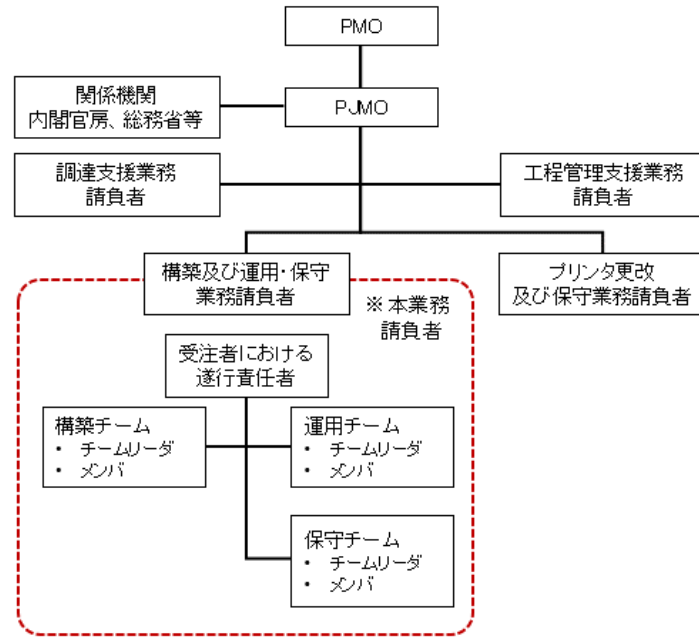 PMO
関係機関
内閣官房、総務省等
PJMO
調達支援業務
請負者
工程管理支援業務
請負者
構築及び運用・保守
業務請負者
プリンタ更改
及び保守業務請負者
※本業務
請負者
受注者における
遂行責任者
構築チーム
• チームリーダ
• メンバ
運用チーム
• チームリーダ
• メンバ
保守チーム
• チームリーダ
• メンバ